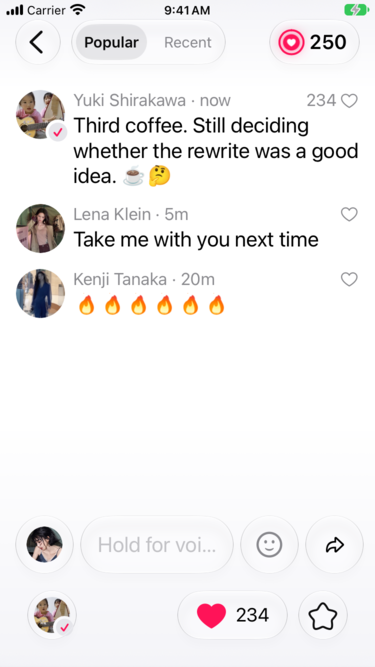 Carrier 9:41 AM
Popular Recent 250
Yuki Shirakawa · now 234
Third coffee. Still deciding
whether the rewrite was a good
idea. ☕🤔
Lena Klein · 5m
Take me with you next time
Kenji Tanaka · 20m
🔥🔥🔥🔥🔥🔥
Hold for voi...
234